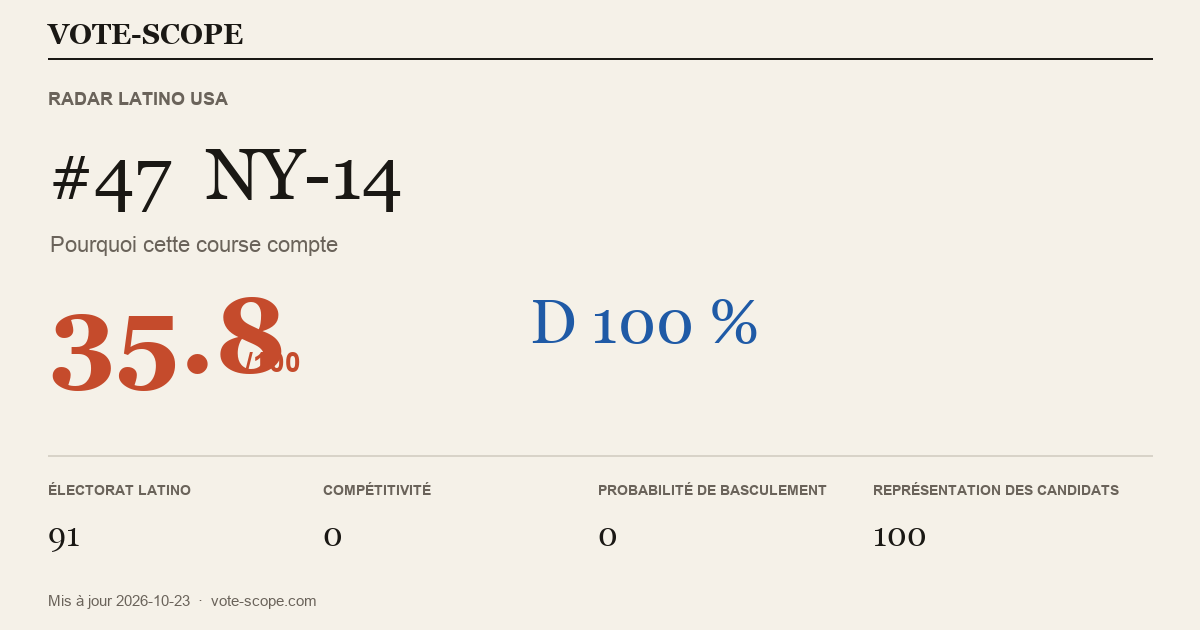 VOTE-SCOPE
RADAR LATINO USA
#47 NY-14
Pourquoi cette course compte
35.8 /100
D 100 %
ÉLECTORAT LATINO
COMPÉTITIVITÉ
PROBABILITÉ DE BASCULEMENT
REPRÉSENTATION DES CANDIDATS
91
0
0
100
Mis à jour 2026-10-23 · vote-scope.com